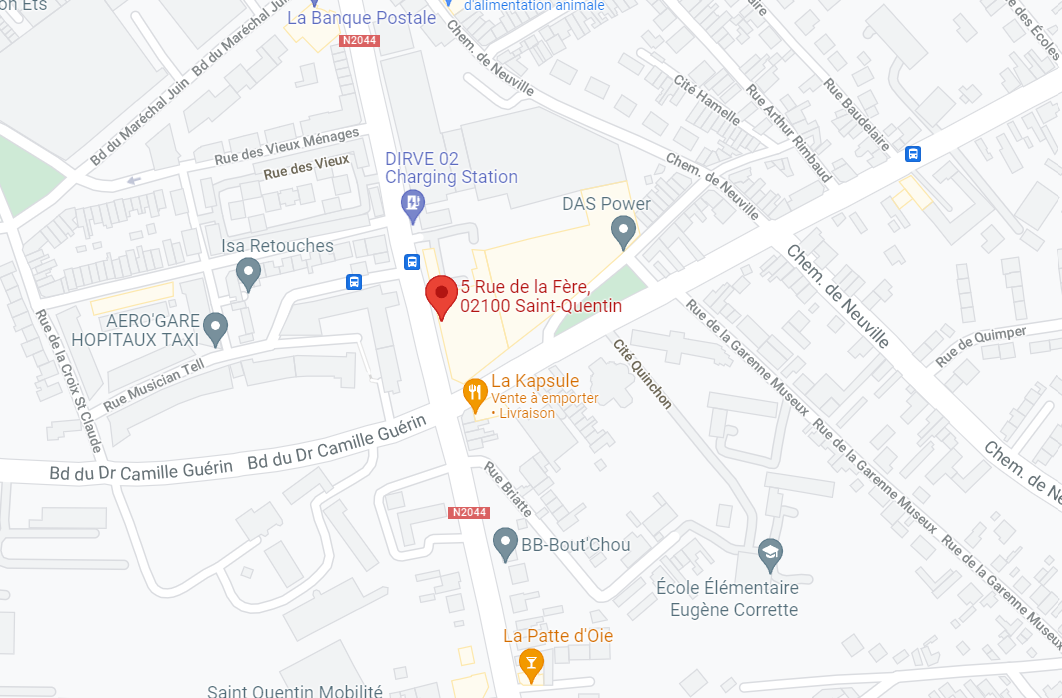 on Ets
La Banque Postale
d'alimentation animale
N2044
Bd du Maréchal Juin
Bd du Maréchal Juin
Chem. de Neuville
Cité Hamelle
Rue Arthur Rimbaud
Rue Baudelaire
des Écoles
Rue des Vieux Ménages
Rue des Vieux
DIRVE 02
Charging Station
Chem. de Neuville
DAS Power
Isa Retouches
5 Rue de la Fère,
02100 Saint-Quentin
AERO'GARE
HOPITAUX TAXI
Rue de la Croix St Claude
Rue Musician Tell
Chem. de Neuville
Rue de Quimper
Cité Quinchon
Rue de la Garenne Museux
La Kapsule
Vente à emporter
• Livraison
Bd du Dr Camille Guérin
Bd du Dr Camille Guérin
Rue de la Garenne Museux
Chem. de Ne
Rue Briatte
N2044
BB-Bout'Chou
Rue de la Garenne Museux
École Élémentaire
Eugène Corrette
La Patte d'Oie
Saint Quentin Mobilité